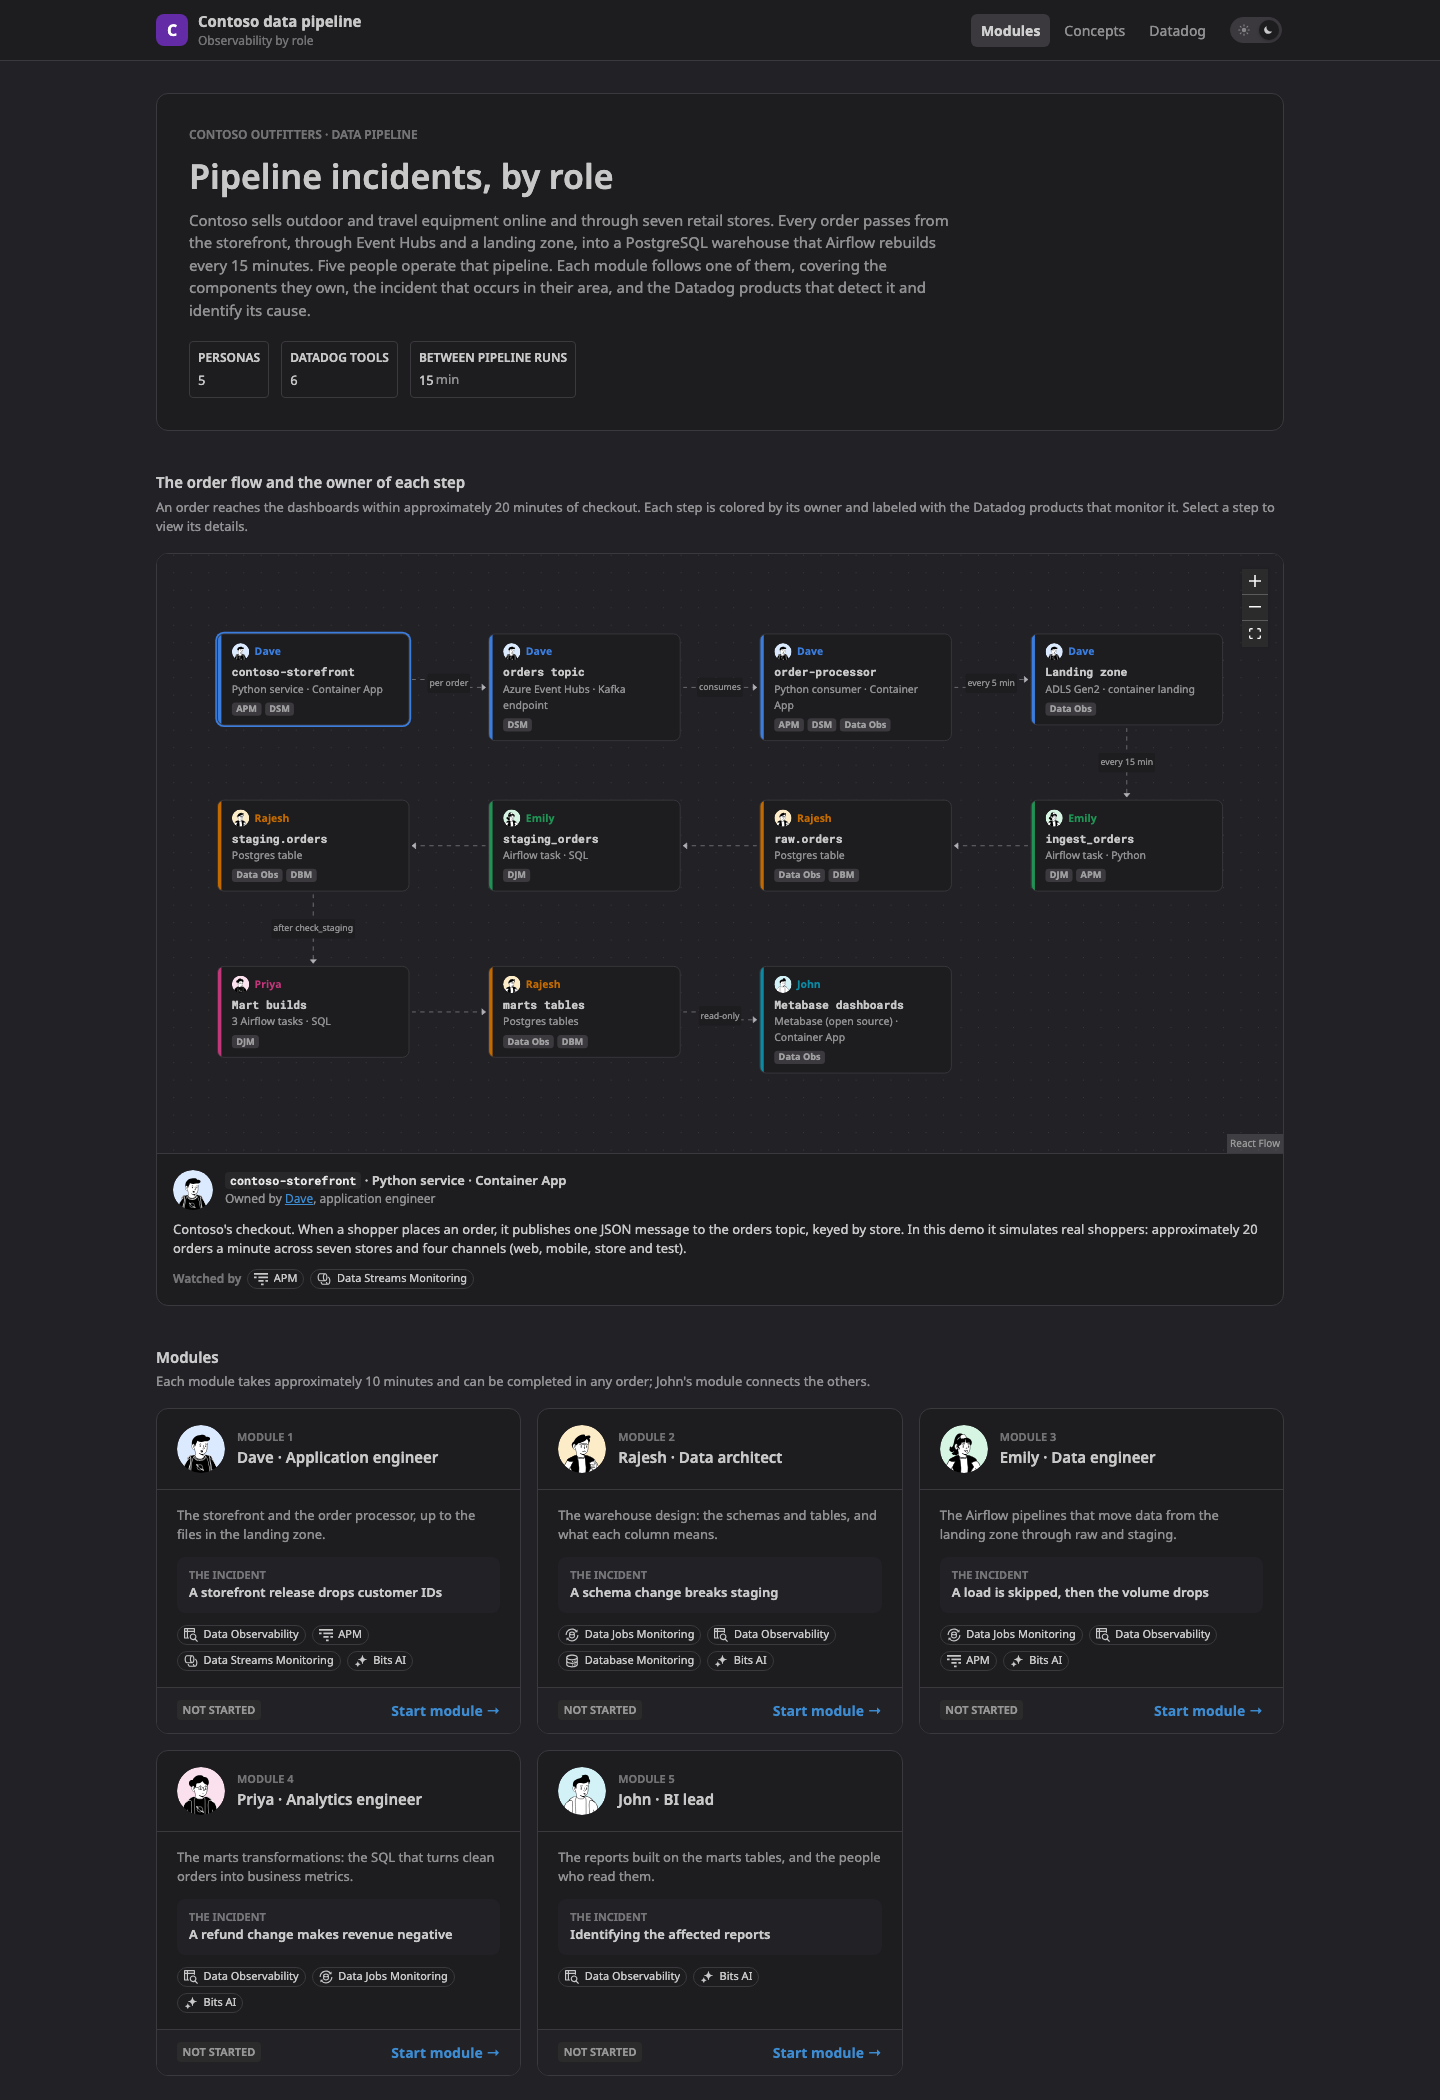 C
Contoso data pipeline
Observability by role
Modules
Concepts
Datadog
CONTOSO OUTFITTERS · DATA PIPELINE
Pipeline incidents, by role
Contoso sells outdoor and travel equipment online and through seven retail stores. Every order passes from
the storefront, through Event Hubs and a landing zone, into a PostgreSQL warehouse that Airflow rebuilds
every 15 minutes. Five people operate that pipeline. Each module follows one of them, covering the
components they own, the incident that occurs in their area, and the Datadog products that detect it and
identify its cause.
PERSONAS
5
DATADOG TOOLS
6
BETWEEN PIPELINE RUNS
15 min
The order flow and the owner of each step
An order reaches the dashboards within approximately 20 minutes of checkout. Each step is colored by its owner and labeled with the Datadog products that monitor it. Select a step to
view its details.
Dave
contoso-storefront
Python service · Container App
APM DSM
per order
Dave
orders topic
Azure Event Hubs · Kafka
endpoint
DSM
consumes
Dave
order-processor
Python consumer · Container
App
APM DSM Data Obs
every 5 min
Dave
Landing zone
ADLS Gen2 · container landing
Data Obs
every 15 min
Rajesh
staging.orders
Postgres table
Data Obs DBM
Emily
staging_orders
Airflow task · SQL
DJM
Rajesh
raw.orders
Postgres table
Data Obs DBM
Emily
ingest_orders
Airflow task · Python
DJM APM
after check_staging
Priya
Mart builds
3 Airflow tasks · SQL
DJM
Rajesh
marts tables
Postgres tables
Data Obs DBM
read-only
John
Metabase dashboards
Metabase (open source) ·
Container App
Data Obs
React Flow
contoso-storefront · Python service · Container App
Owned by Dave, application engineer
Contoso's checkout. When a shopper places an order, it publishes one JSON message to the orders topic, keyed by store. In this demo it simulates real shoppers: approximately 20
orders a minute across seven stores and four channels (web, mobile, store and test).
Watched by APM Data Streams Monitoring
Modules
Each module takes approximately 10 minutes and can be completed in any order; John's module connects the others.
MODULE 1
Dave · Application engineer
The storefront and the order processor, up to the
files in the landing zone.
THE INCIDENT
A storefront release drops customer IDs
Data Observability APM
Data Streams Monitoring Bits AI
NOT STARTED
Start module →
MODULE 2
Rajesh · Data architect
The warehouse design: the schemas and tables, and
what each column means.
THE INCIDENT
A schema change breaks staging
Data Jobs Monitoring Data Observability
Database Monitoring Bits AI
NOT STARTED
Start module →
MODULE 3
Emily · Data engineer
The Airflow pipelines that move data from the
landing zone through raw and staging.
THE INCIDENT
A load is skipped, then the volume drops
Data Jobs Monitoring Data Observability
APM Bits AI
NOT STARTED
Start module →
MODULE 4
Priya · Analytics engineer
The marts transformations: the SQL that turns clean
orders into business metrics.
THE INCIDENT
A refund change makes revenue negative
Data Observability Data Jobs Monitoring
Bits AI
NOT STARTED
Start module →
MODULE 5
John · BI lead
The reports built on the marts tables, and the people
who read them.
THE INCIDENT
Identifying the affected reports
Data Observability Bits AI
NOT STARTED
Start module →